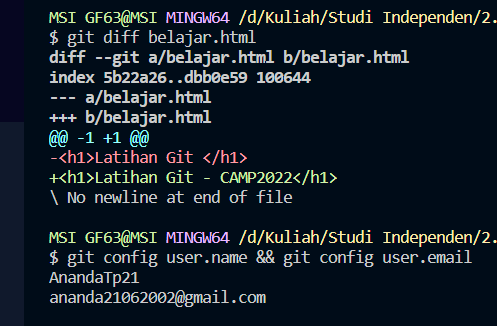 MSI GF63@MSI MINGW64 /d/Kuliah/Studi Independen/2.
$ git diff belajar.html
diff --git a/belajar.html b/belajar.html
index 5b22a26..dbb0e59 100644
--- a/belajar.html
+++ b/belajar.html
@@ -1 +1 @@
-<h1>Latihan Git </h1>
+<h1>Latihan Git - CAMP2022</h1>
\ No newline at end of file
MSI GF63@MSI MINGW64 /d/Kuliah/Studi Independen/2.
$ git config user.name && git config user.email
AnandaTp21
ananda21062002@gmail.com